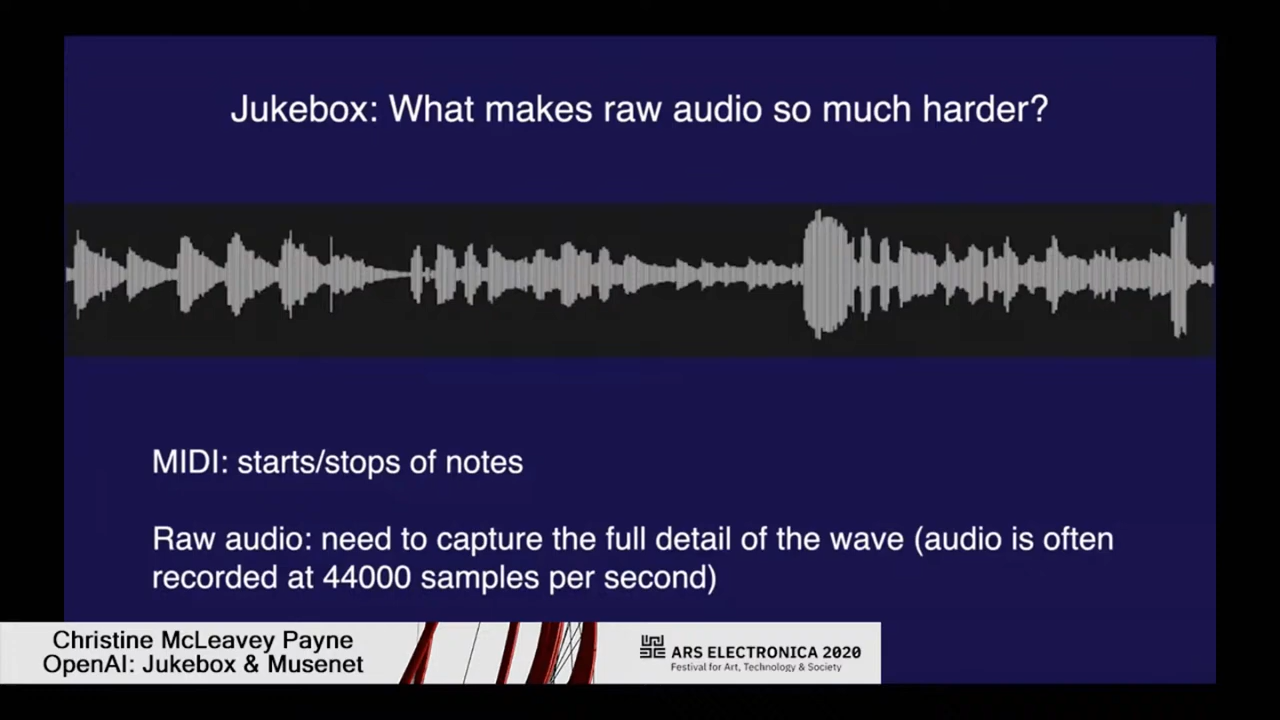 Jukebox: What makes raw audio so much harder?
MIDI: starts/stops of notes
Raw audio: need to capture the full detail of the wave (audio is often
recorded at 44000 samples per second)
Christine McLeavey Payne
OpenAI: Jukebox & Musenet
ARS ELECTRONICA 2020
Festival for Art, Technology & Society